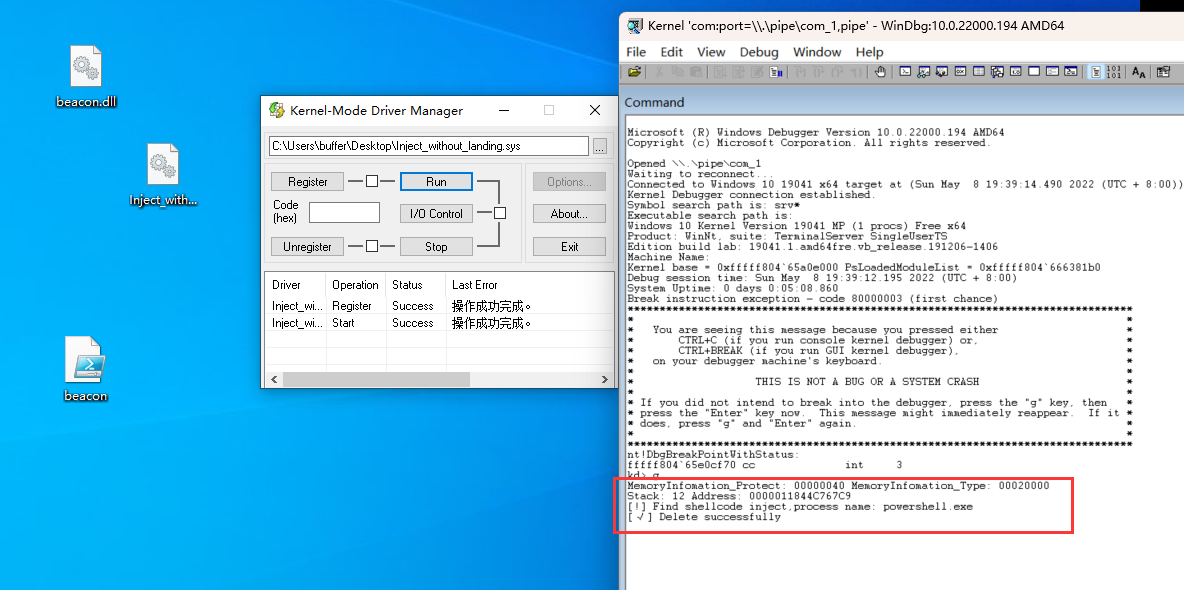 beacon.dll
Inject_with...
beacon
Kernel-Mode Driver Manager
C:\Users\buffer\Desktop\Inject_without_landing.sys
...
Register
Run
Options...
Code
(hex)
I/O Control
About...
Unregister
Stop
Exit
Driver Operation Status Last Error
Inject_wi... Register Success 操作成功完成。
Inject_wi... Start Success 操作成功完成。
Kernel 'com:port=\\.\pipe\com_1,pipe' - WinDbg:10.0.22000.194 AMD64
File Edit View Debug Window Help
Command
Microsoft (R) Windows Debugger Version 10.0.22000.194 AMD64
Copyright (c) Microsoft Corporation. All rights reserved.
Opened \\.\pipe\com_1
Waiting to reconnect...
Connected to Windows 10 19041 x64 target at (Sun May  8 19:39:14.490 2022 (UTC + 8:00))
Kernel Debugger connection established.
Symbol search path is: srv*
Executable search path is:
Windows 10 Kernel Version 19041 MP (1 procs) Free x64
Product: WinNt, suite: TerminalServer SingleUserTS
Edition build lab: 19041.1.amd64fre.vb_release.191206-1406
Machine Name:
Kernel base = 0xfffff804`65a0e000 PsLoadedModuleList = 0xfffff804`666381b0
Debug session time: Sun May  8 19:39:12.195 2022 (UTC + 8:00)
System Uptime: 0 days 0:05:08.860
Break instruction exception - code 80000003 (first chance)
*******************************************************************************
* *
* You are seeing this message because you pressed either *
* CTRL+C (if you run console kernel debugger) or, *
* CTRL+BREAK (if you run GUI kernel debugger), *
* on your debugger machine's keyboard. *
* *
* THIS IS NOT A BUG OR A SYSTEM CRASH *
* *
* If you did not intend to break into the debugger, press the "g" key, then *
* press the "Enter" key now.  This message might immediately reappear.  If it *
* does, press "g" and "Enter" again. *
* *
*******************************************************************************
nt!DbgBreakPointWithStatus:
fffff804`65e0cf70 cc int 3
kd> g
MemoryInfomation_Protect: 00000040 MemoryInfomation_Type: 00020000
Stack: 12 Address: 0000011844C767C9
[!] Find shellcode inject,process name: powershell.exe
[√] Delete successfully